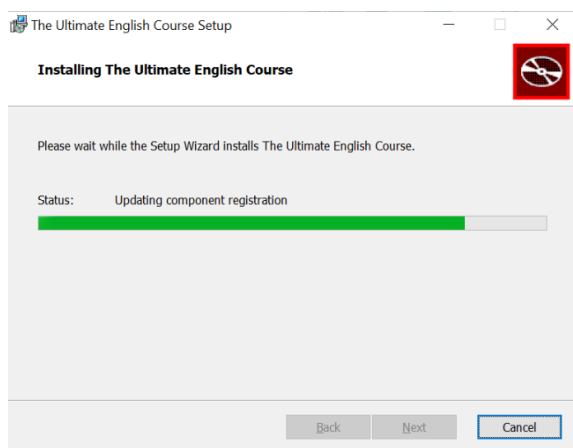 The Ultimate English Course Setup
Installing The Ultimate English Course
Please wait while the Setup Wizard installs The Ultimate English Course.
Status: Updating component registration
Back Next Cancel